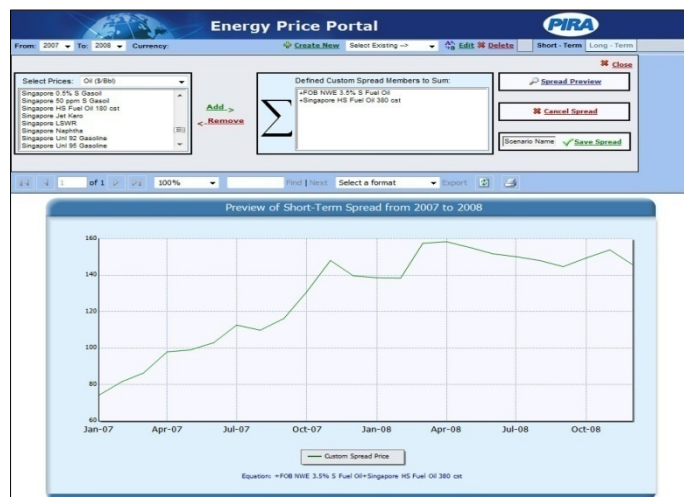 Energy Price Portal
PIRA
From: 2007 To: 2008 Currency: Create New Select Existing --> Edit Delete Short - Term Long - Term
Close
Select Prices: Oil ($/Bbl)
Singapore 0.5% S Gasoil
Singapore 50 ppm S Gasoil
Singapore HS Fuel Oil 180 cst
Singapore Jet Kero
Singapore LSWR
Singapore Naphtha
Singapore Unl 92 Gasoline
Singapore Unl 95 Gasoline
Add >
< Remove
Defined Custom Spread Members to Sum:
∑
+FOB NWE 3.5% S Fuel Oil
+Singapore HS Fuel Oil 380 cst
Spread Preview
Cancel Spread
Scenario Name Save Spread
1 of 1 100% Find | Next Select a format Export
Preview of Short-Term Spread from 2007 to 2008
160
140
120
100
80
60
Jan-07 Apr-07 Jul-07 Oct-07 Jan-08 Apr-08 Jul-08 Oct-08
Custom Spread Price
Equation: +FOB NWE 3.5% S Fuel Oil+Singapore HS Fuel Oil 380 cst